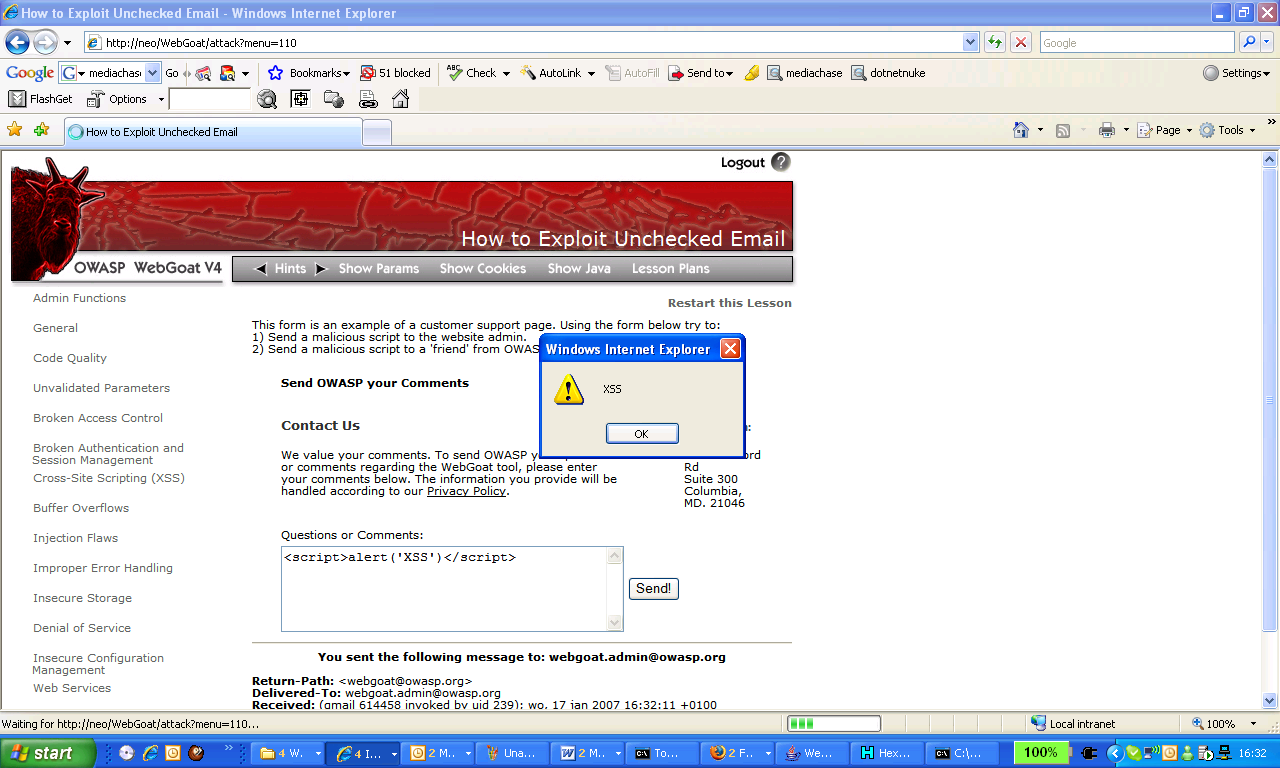 How to Exploit Unchecked Email - Windows Internet Explorer
http://neo/WebGoat/attack?menu=110
Google
Google G mediachas Go Bookmarks 51 blocked ABC Check AutoLink AutoFill Send to mediachase dotnetnuke Settings
FlashGet Options
How to Exploit Unchecked Email
Page Tools
Logout ?
How to Exploit Unchecked Email
OWASP WebGoat V4
Hints Show Params Show Cookies Show Java Lesson Plans
Admin Functions
General
Code Quality
Unvalidated Parameters
Broken Access Control
Broken Authentication and
Session Management
Cross-Site Scripting (XSS)
Buffer Overflows
Injection Flaws
Improper Error Handling
Insecure Storage
Denial of Service
Insecure Configuration
Management
Web Services
Restart this Lesson
This form is an example of a customer support page. Using the form below try to:
1) Send a malicious script to the website admin.
2) Send a malicious script to a 'friend' from OWAS
Windows Internet Explorer
XSS
OK
Send OWASP your Comments
Contact Us
We value your comments. To send OWASP
or comments regarding the WebGoat tool, please enter
your comments below. The information you provide will be
handled according to our Privacy Policy.
Rd
Suite 300
Columbia,
MD. 21046
Questions or Comments:
<script>alert('XSS')</script>
Send!
You sent the following message to: webgoat.admin@owasp.org
Return-Path: <webgoat@owasp.org>
Delivered-To: webgoat.admin@owasp.org
Received: (qmail 614458 invoked by uid 239); wo, 17 jan 2007 16:32:11 +0100
Waiting for http://neo/WebGoat/attack?menu=110...
Local intranet
100%
start
4 W... 4 I... 2 M... Una... 2 M... To... 2 F... We... Hex... C:\... 100% 16:32